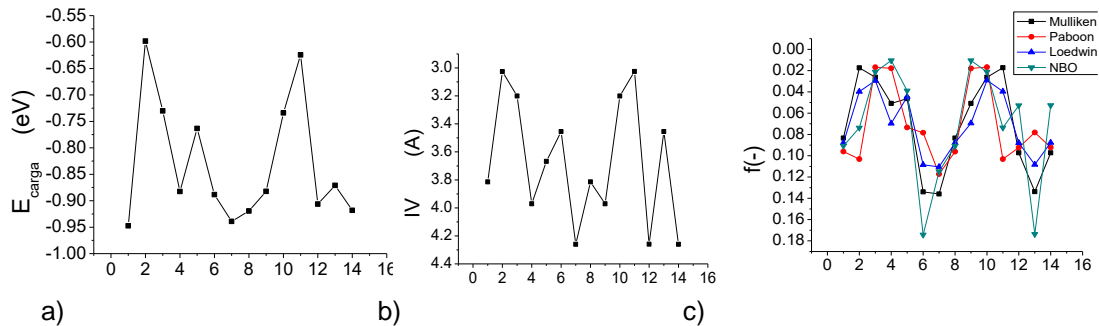 -0.55
-0.60
-0.65
-0.70
-0.75
-0.80
-0.85
-0.90
-0.95
-1.00
E_carga (eV)
0 2 4 6 8 10 12 14 16
a)
3.0
3.2
3.4
3.6
3.8
4.0
4.2
4.4
IV (A)
0 2 4 6 8 10 12 14 16
b)
Mulliken
Paboon
Loedwin
NBO
0.00
0.02
0.04
0.06
0.08
0.10
0.12
0.14
0.16
0.18
f(-)
0 2 4 6 8 10 12 14 16
c)